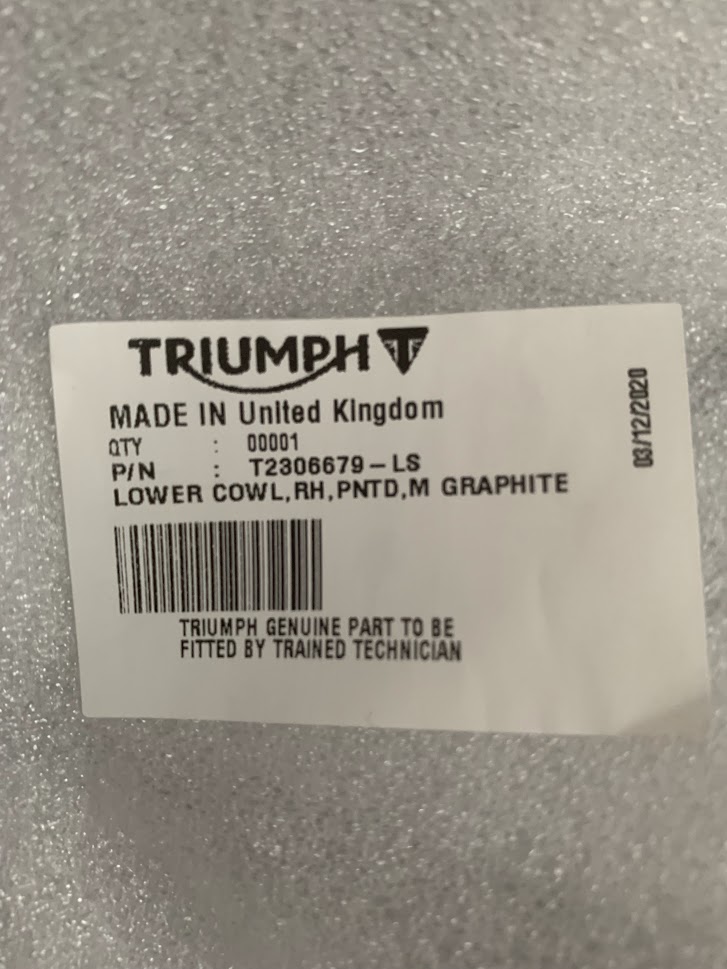 TRIUMPH
MADE IN United Kingdom
QTY : 00001
P/N : T2306679-LS
LOWER COWL,RH,PNTD,M GRAPHITE
TRIUMPH GENUINE PART TO BE
FITTED BY TRAINED TECHNICIAN
03/12/2020